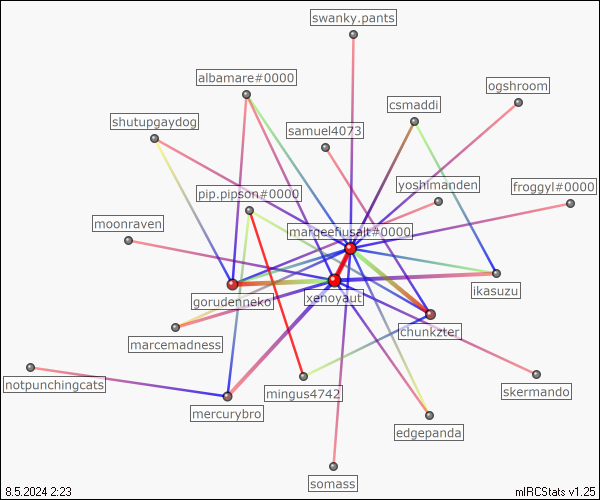 swanky.pants
albamare#0000
ogshroom
csmaddi
shutupgaydog
samuel4073
yoshimanden
froggyl#0000
pip.pipson#0000
moonraven
marqeefusalt#0000
ikasuzu
gorudenneko
xenoyaut
chunkzter
marcemadness
notpunchingcats
mingus4742
skermando
mercurybro
edgepanda
somass
8.5.2024 2:23
mIRCStats v1.25